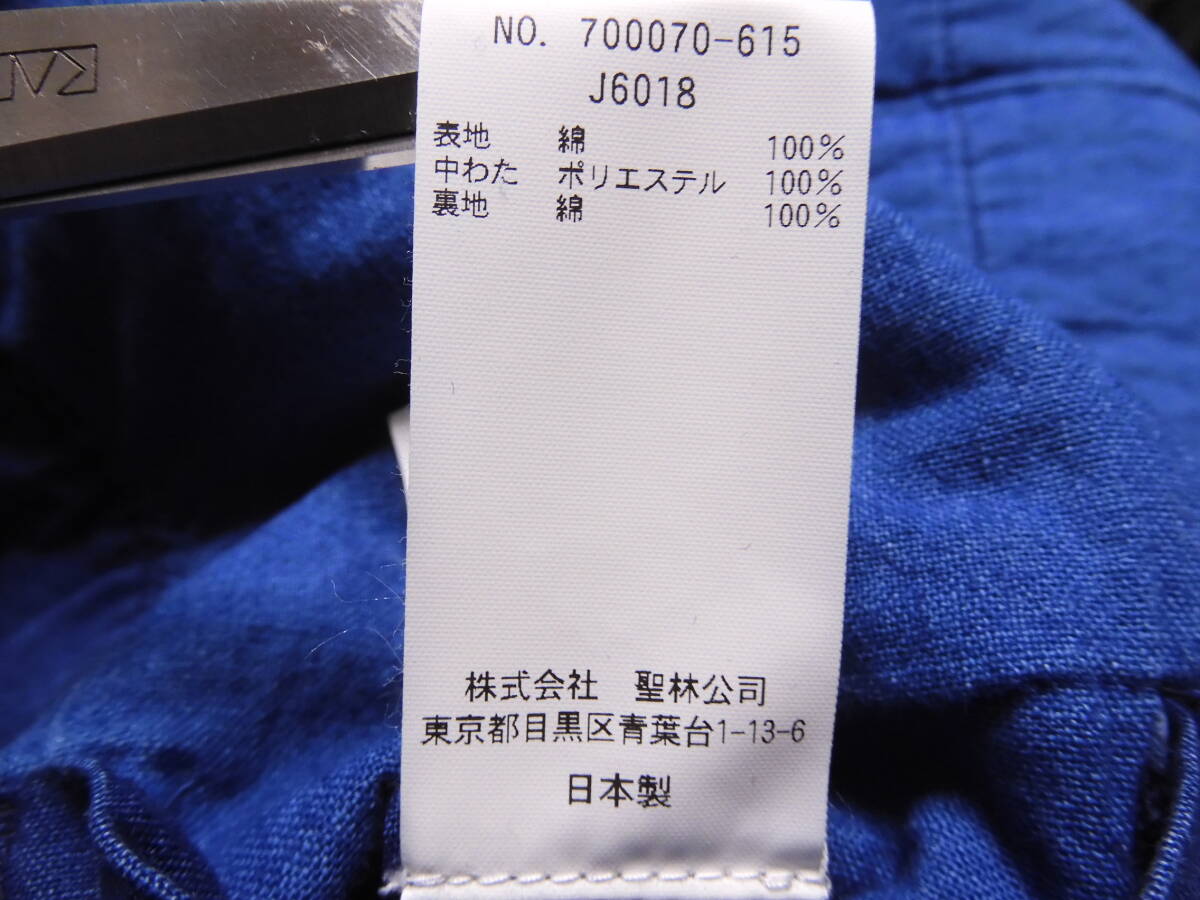 NO. 700070-615
J6018
表地 綿 100%
中わた ポリエステル 100%
裏地 綿 100%
株式会社 聖林公司
東京都目黒区青葉台1-13-6
日本製